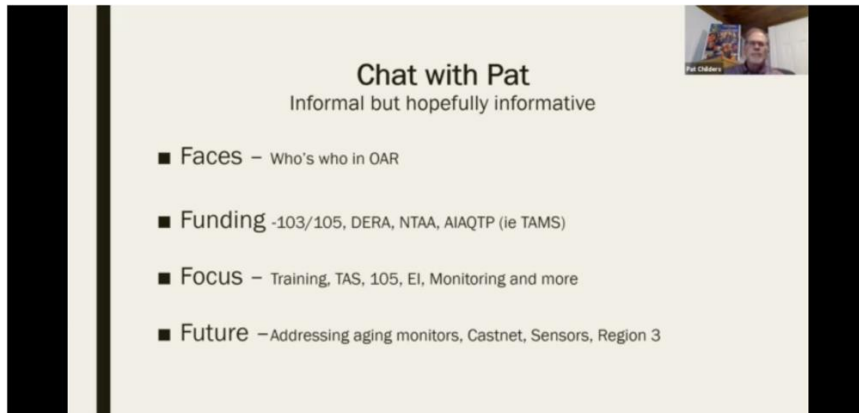 Chat with Pat
Informal but hopefully informative
Pat Childers
■ Faces – Who's who in OAR
■ Funding -103/105, DERA, NTAA, AIAQTP (ie TAMS)
■ Focus – Training, TAS, 105, EI, Monitoring and more
■ Future –Addressing aging monitors, Castnet, Sensors, Region 3